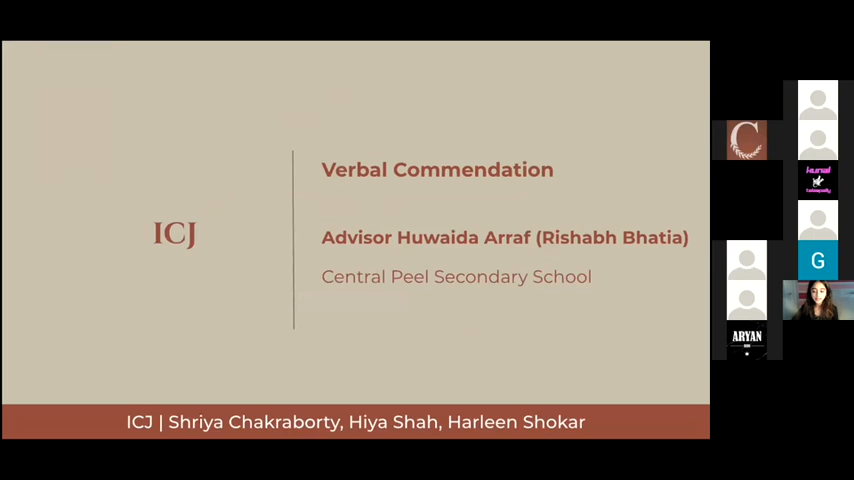 Verbal Commendation
ICJ
Advisor Huwaida Arraf (Rishabh Bhatia)
Central Peel Secondary School
ICJ | Shriya Chakraborty, Hiya Shah, Harleen Shokar
C
kunal
G
ARYAN